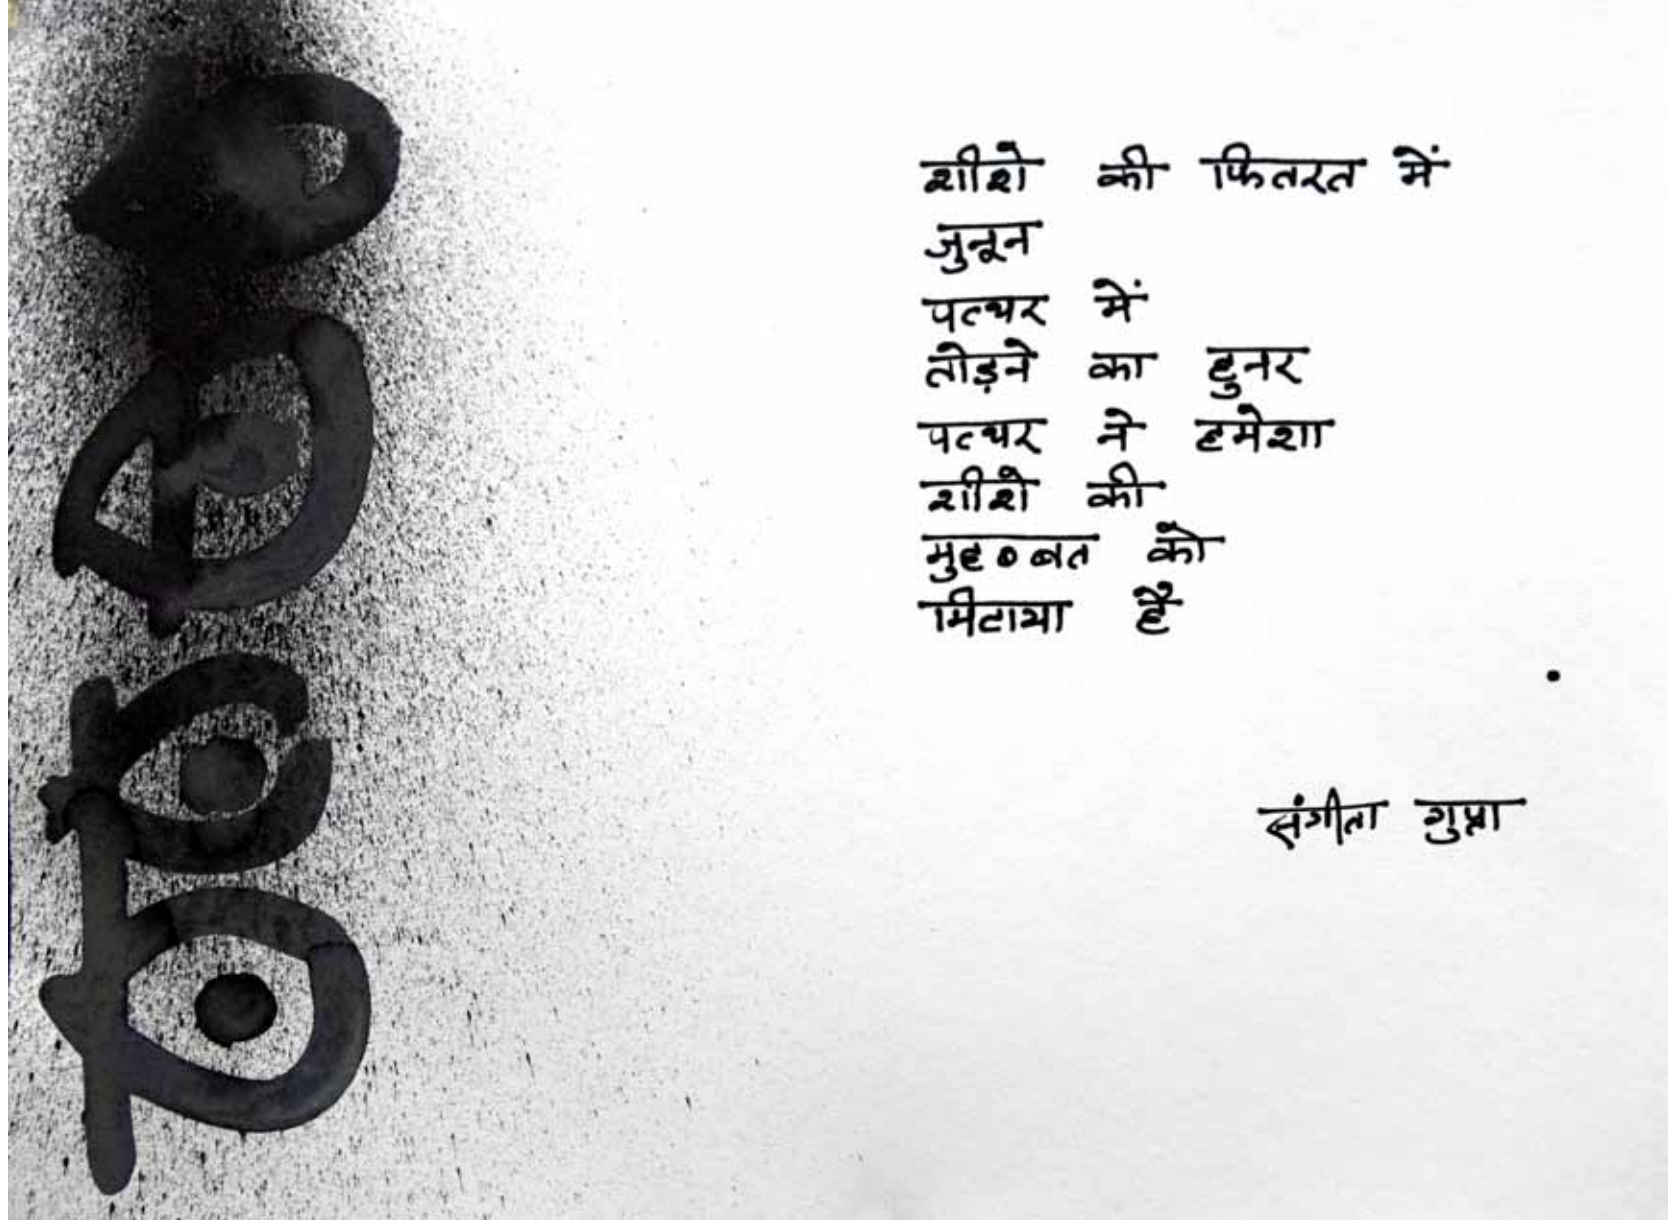 शीशे की फितरत में
जुनून
पत्थर में
तोड़ने का हुनर
पत्थर ने हमेशा
शीशे की
मुहब्बत को
मिटाया है
संगीता गुप्ता